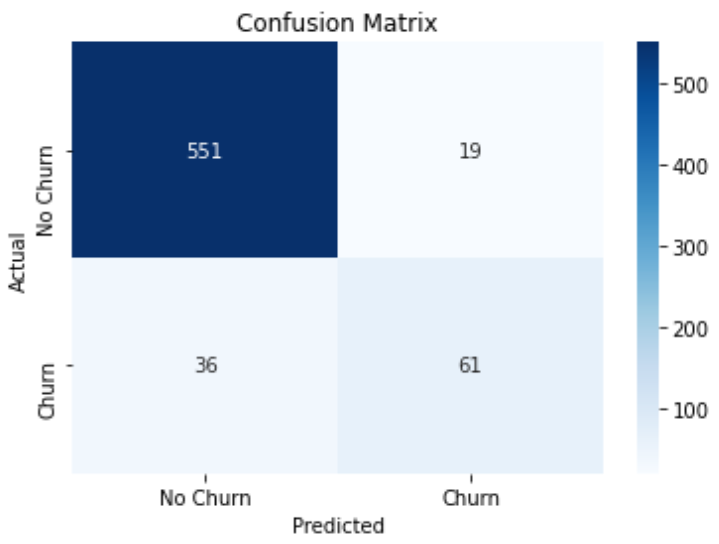 Confusion Matrix
Actual
No Churn
551
19
Churn
36
61
No Churn
Churn
Predicted
500
400
300
200
100